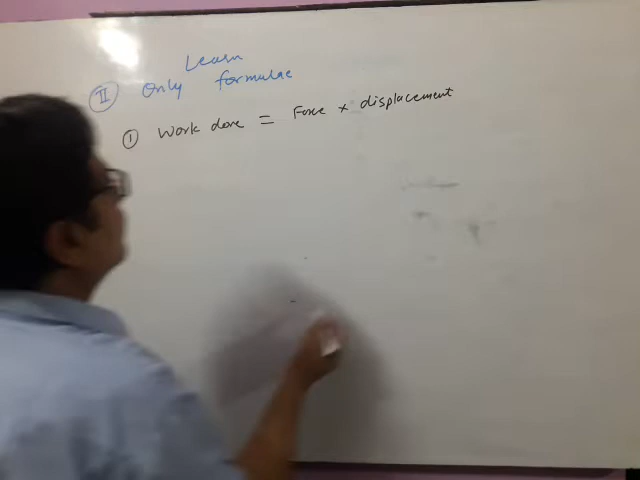 Learn
II Only formulae
1 Work done = Force × displacement